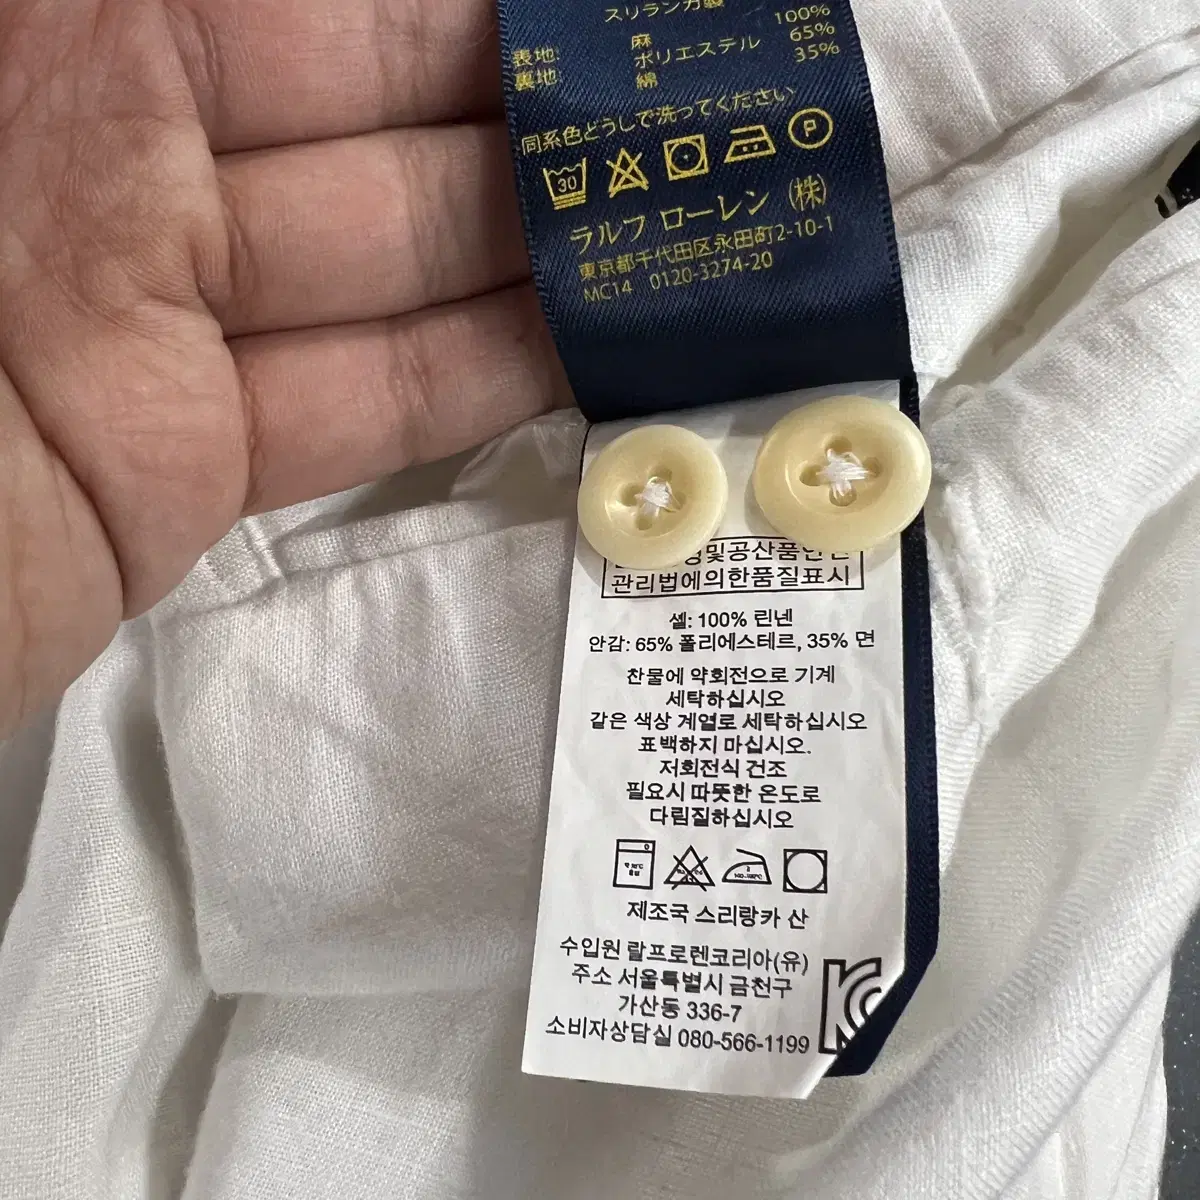 スリランカ製
表地: 麻 100%
裏地: ポリエステル 65%
綿 35%
同系色どうしで洗ってください
30 P
ラルフ ローレン (株)
東京都千代田区永田町2-10-1
MC14 0120-3274-20
및공산품안전
관리법에의한품질표시
셸: 100% 린넨
안감: 65% 폴리에스테르, 35% 면
찬물에 약회전으로 기계
세탁하십시오
같은 색상 계열로 세탁하십시오
표백하지 마십시오.
저회전식 건조
필요시 따뜻한 온도로
다림질하십시오
제조국 스리랑카 산
수입원 랄프로렌코리아(유)
주소 서울특별시 금천구
가산동 336-7
소비자상담실 080-566-1199